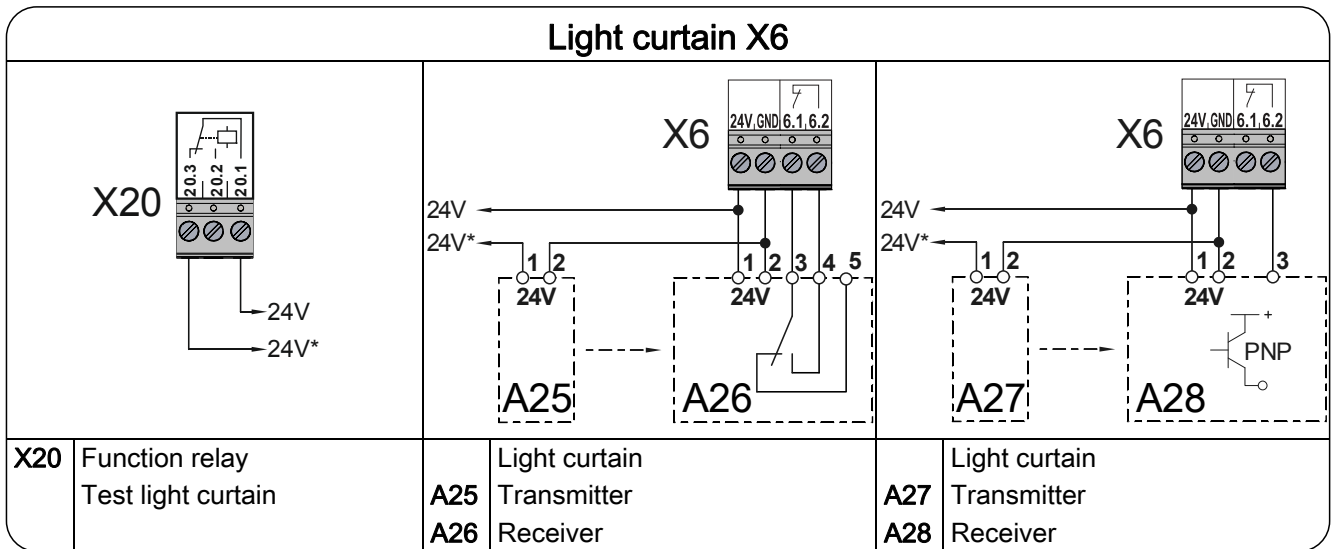 Light curtain X6
X20
20.3 20.2 20.1
24V
24V*
X6
24V GND 6.1 6.2
24V
24V*
1 2
24V
1 2 3 4 5
24V
A25
A26
X6
24V GND 6.1 6.2
24V
24V*
1 2
24V
1 2 3
24V
+
PNP
A27
A28
X20 Function relay
Test light curtain
Light curtain
A25 Transmitter
A26 Receiver
Light curtain
A27 Transmitter
A28 Receiver